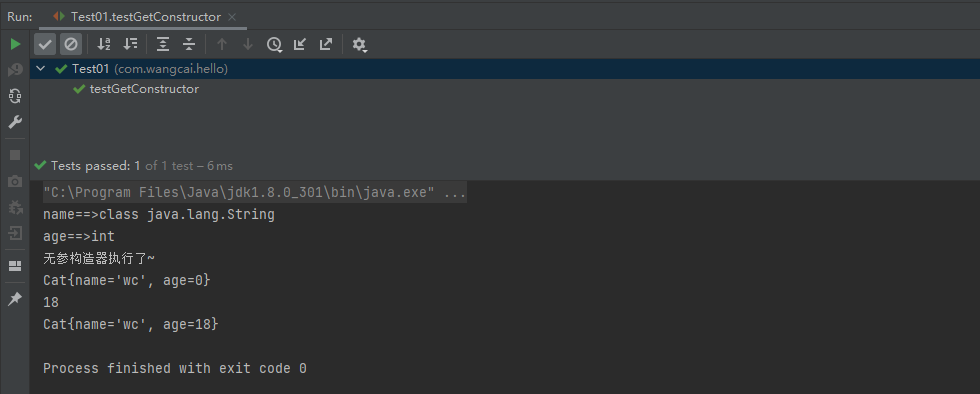 Run: Test01.testGetConstructor
Test01 (com.wangcai.hello)
testGetConstructor
Tests passed: 1 of 1 test – 6 ms
"C:\Program Files\Java\jdk1.8.0_301\bin\java.exe" ...
name==>class java.lang.String
age==>int
无参构造器执行了~
Cat{name='wc', age=0}
18
Cat{name='wc', age=18}
Process finished with exit code 0